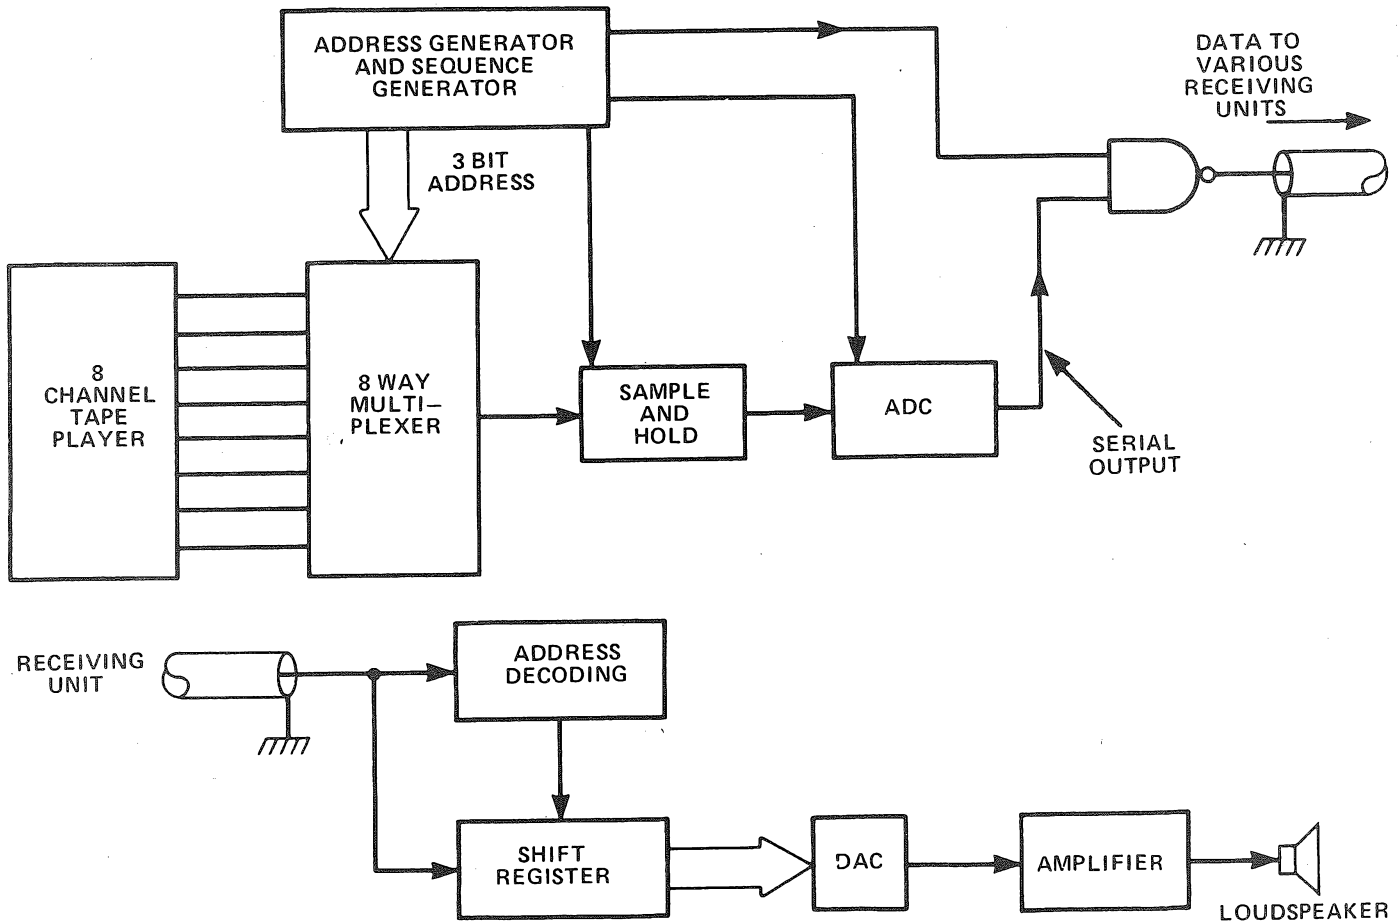 ADDRESS GENERATOR
AND SEQUENCE
GENERATOR
DATA TO
VARIOUS
RECEIVING
UNITS
3 BIT
ADDRESS
8
CHANNEL
TAPE
PLAYER
8 WAY
MULTI–
PLEXER
SAMPLE
AND
HOLD
ADC
SERIAL
OUTPUT
RECEIVING
UNIT
ADDRESS
DECODING
SHIFT
REGISTER
DAC
AMPLIFIER
LOUDSPEAKER